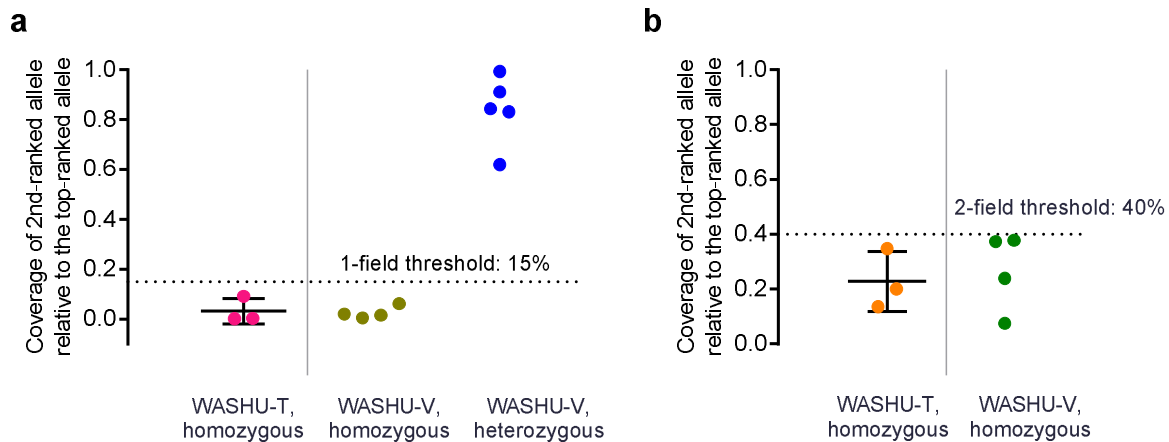 a
Coverage of 2nd-ranked allele
relative to the top-ranked allele
1.0
0.8
0.6
0.4
0.2
0.0
1-field threshold: 15%
WASHU-T,
homozygous
WASHU-V,
homozygous
WASHU-V,
heterozygous
b
Coverage of 2nd-ranked allele
relative to the top-ranked allele
1.0
0.8
0.6
0.4
0.2
0.0
2-field threshold: 40%
WASHU-T,
homozygous
WASHU-V,
homozygous